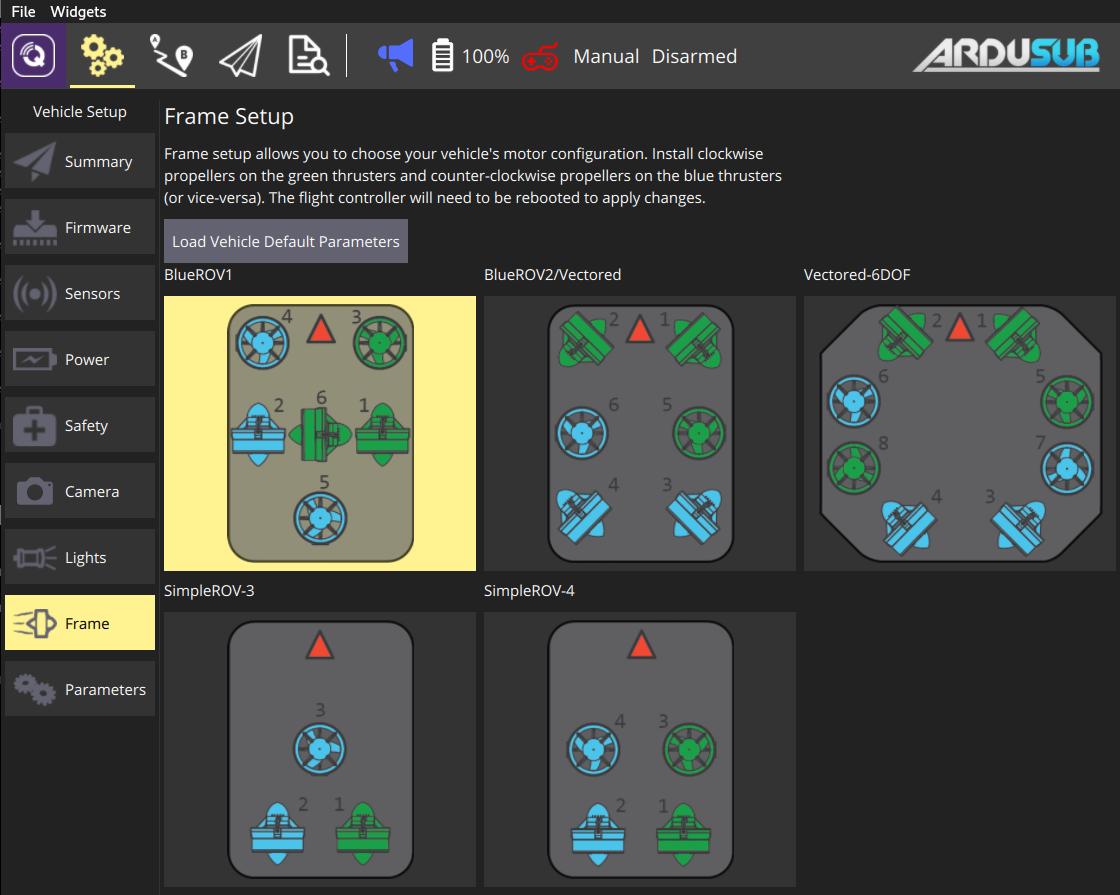 File Widgets
100% Manual Disarmed
ARDUSUB
Vehicle Setup
Summary
Firmware
Sensors
Power
Safety
Camera
Lights
Frame
Parameters
Frame Setup
Frame setup allows you to choose your vehicle's motor configuration. Install clockwise
propellers on the green thrusters and counter-clockwise propellers on the blue thrusters
(or vice-versa). The flight controller will need to be rebooted to apply changes.
Load Vehicle Default Parameters
BlueROV1
4 3
2 6 1
5
BlueROV2/Vectored
2 1
6 5
4 3
Vectored-6DOF
2 1
6 5
8 7
4 3
SimpleROV-3
3
2 1
SimpleROV-4
4 3
2 1
A
B